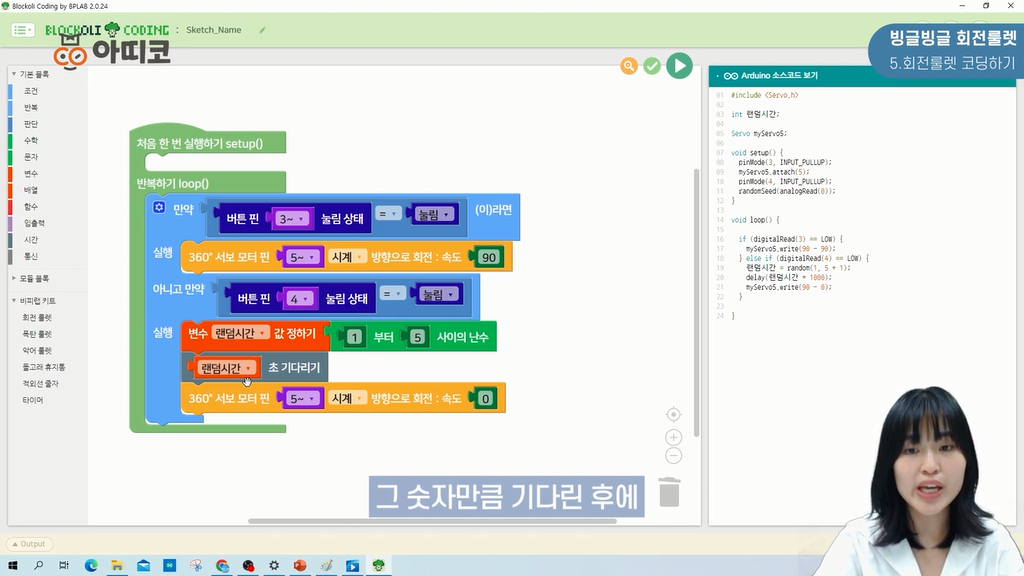 Blockoli Coding by BPLAB 2.0.24
BLOCKOLI CODING : Sketch_Name
아띠코
빙글빙글 회전룰렛
5.회전룰렛 코딩하기
기본 블록
조건
반복
판단
수학
문자
변수
배열
함수
입출력
시간
통신
모듈 블록
비피랩 키트
회전 룰렛
폭탄 룰렛
악어 룰렛
돌고래 휴지통
적외선 줄자
타이머
처음 한 번 실행하기 setup()
반복하기 loop()
만약 버튼 핀 3~ 눌림 상태 = 눌림 (이)라면
실행 360° 서보 모터 핀 5~ 시계 방향으로 회전 : 속도 90
아니고 만약 버튼 핀 4 눌림 상태 = 눌림
실행 변수 랜덤시간 값 정하기 1 부터 5 사이의 난수
랜덤시간 초 기다리기
360° 서보 모터 핀 5~ 시계 방향으로 회전 : 속도 0
Arduino 소스코드 보기
01 #include <Servo.h>
02
03 int 랜덤시간;
04
05 Servo myServo5;
06
07 void setup() {
08 pinMode(3, INPUT_PULLUP);
09 myServo5.attach(5);
10 pinMode(4, INPUT_PULLUP);
11 randomSeed(analogRead(0));
12 }
13
14 void loop() {
15
16 if (digitalRead(3) == LOW) {
17 myServo5.write(90 - 90);
18 } else if (digitalRead(4) == LOW) {
19 랜덤시간 = random(1, 5 + 1);
20 delay(랜덤시간 * 1000);
21 myServo5.write(90 - 0);
22 }
23
24 }
그 숫자만큼 기다린 후에
Output